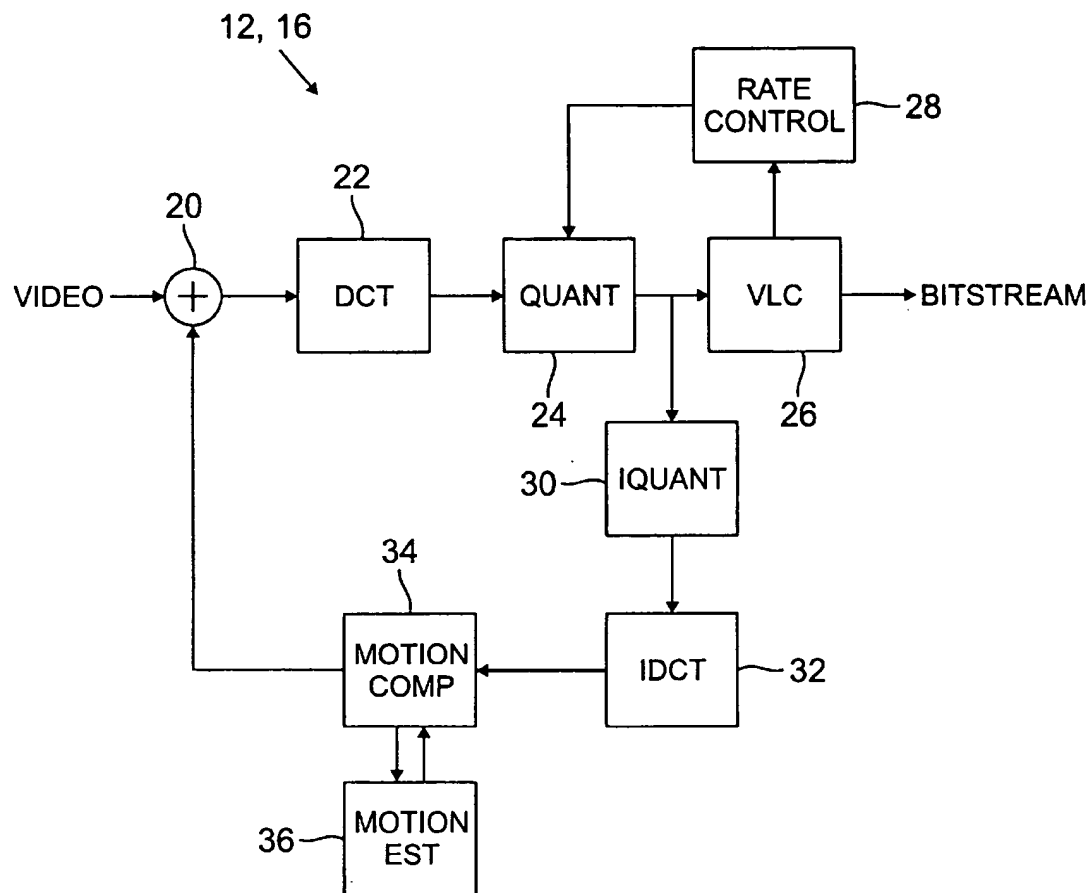 12, 16
RATE
CONTROL
28
22
20
VIDEO
+
DCT
QUANT
VLC
BITSTREAM
24
26
30
IQUANT
34
MOTION
COMP
IDCT
32
36
MOTION
EST